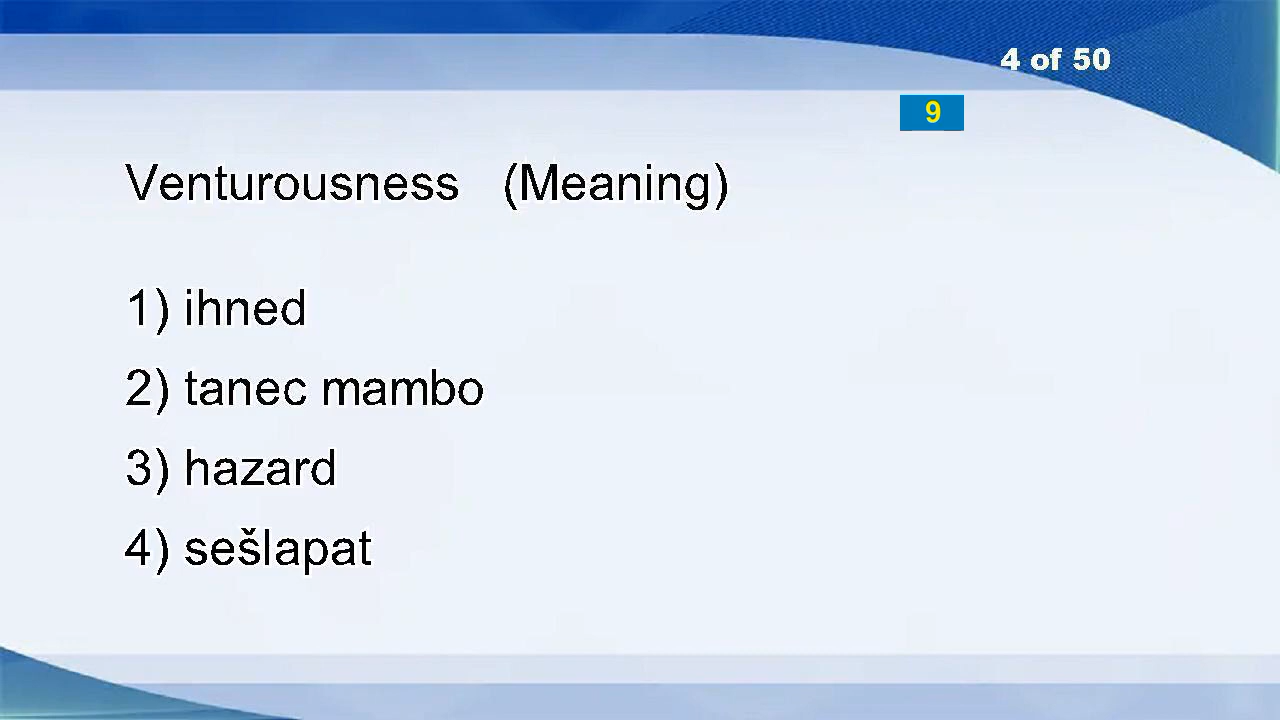 4 of 50
9
Venturousness (Meaning)
1) ihned
2) tanec mambo
3) hazard
4) sešlapat